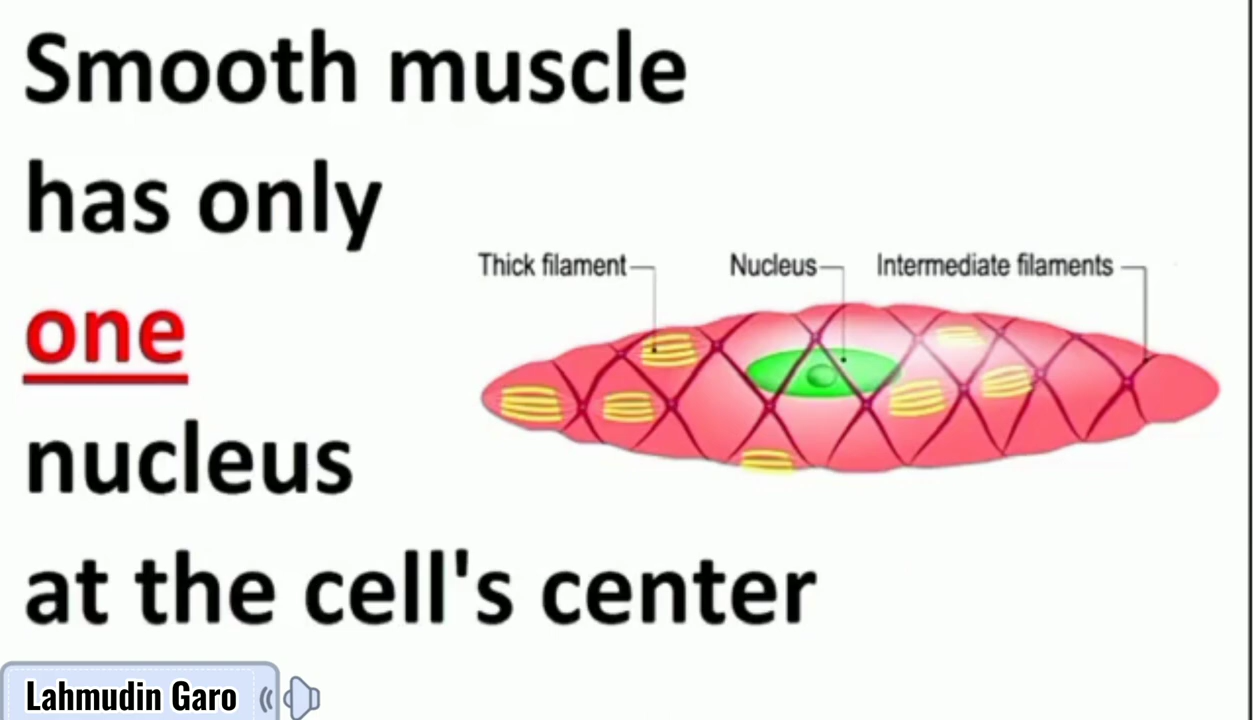 Smooth muscle
has only
one
nucleus
at the cell's center
Thick filament
Nucleus
Intermediate filaments
Lahmudin Garo